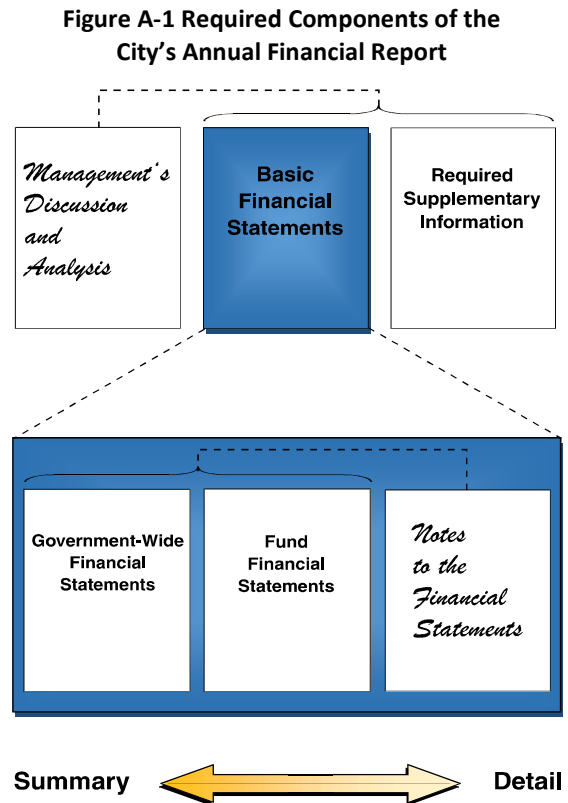 Figure A-1 Required Components of the
City’s Annual Financial Report
Management's
Discussion
and
Analysis
Basic
Financial
Statements
Required
Supplementary
Information
Government-Wide
Financial
Statements
Fund
Financial
Statements
Notes
to the
Financial
Statements
Summary
Detail